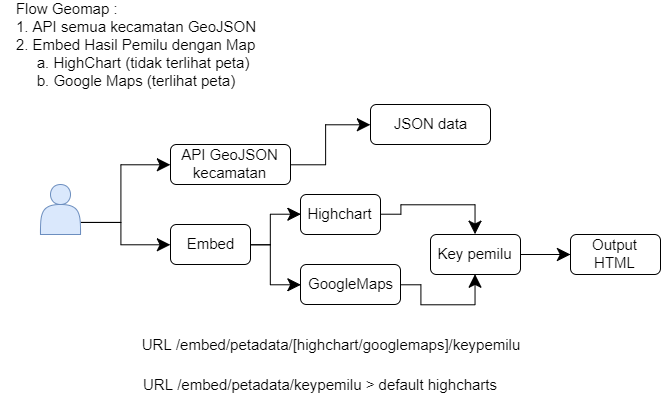 Flow Geomap :
1. API semua kecamatan GeoJSON
2. Embed Hasil Pemilu dengan Map
a. HighChart (tidak terlihat peta)
b. Google Maps (terlihat peta)
JSON data
API GeoJSON
kecamatan
Highchart
Embed
Key pemilu
Output
HTML
GoogleMaps
URL /embed/petadata/[highchart/googlemaps]/keypemilu
URL /embed/petadata/keypemilu > default highcharts